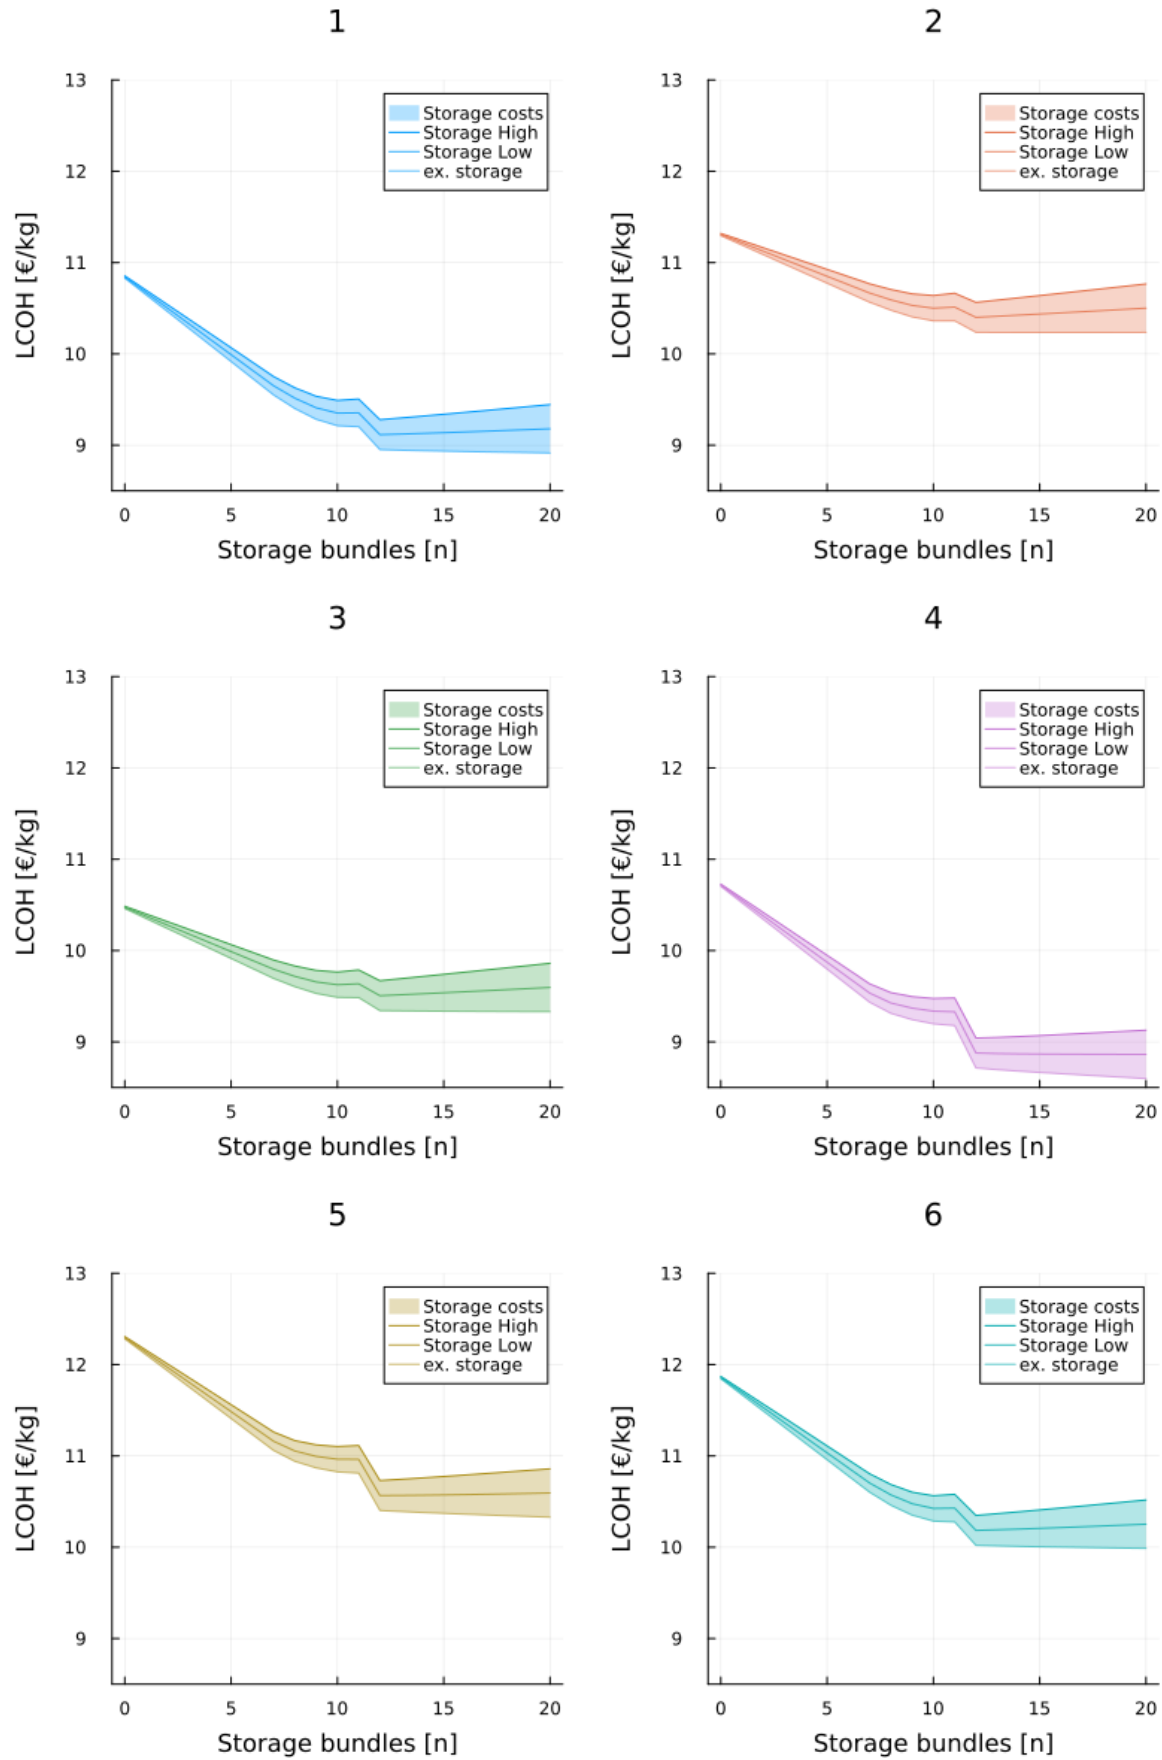 1
13
12
11
10
9
LCOH [€/kg]
0 5 10 15 20
Storage bundles [n]
Storage costs
Storage High
Storage Low
ex. storage
2
13
12
11
10
9
LCOH [€/kg]
0 5 10 15 20
Storage bundles [n]
Storage costs
Storage High
Storage Low
ex. storage
3
13
12
11
10
9
LCOH [€/kg]
0 5 10 15 20
Storage bundles [n]
Storage costs
Storage High
Storage Low
ex. storage
4
13
12
11
10
9
LCOH [€/kg]
0 5 10 15 20
Storage bundles [n]
Storage costs
Storage High
Storage Low
ex. storage
5
13
12
11
10
9
LCOH [€/kg]
0 5 10 15 20
Storage bundles [n]
Storage costs
Storage High
Storage Low
ex. storage
6
13
12
11
10
9
LCOH [€/kg]
0 5 10 15 20
Storage bundles [n]
Storage costs
Storage High
Storage Low
ex. storage